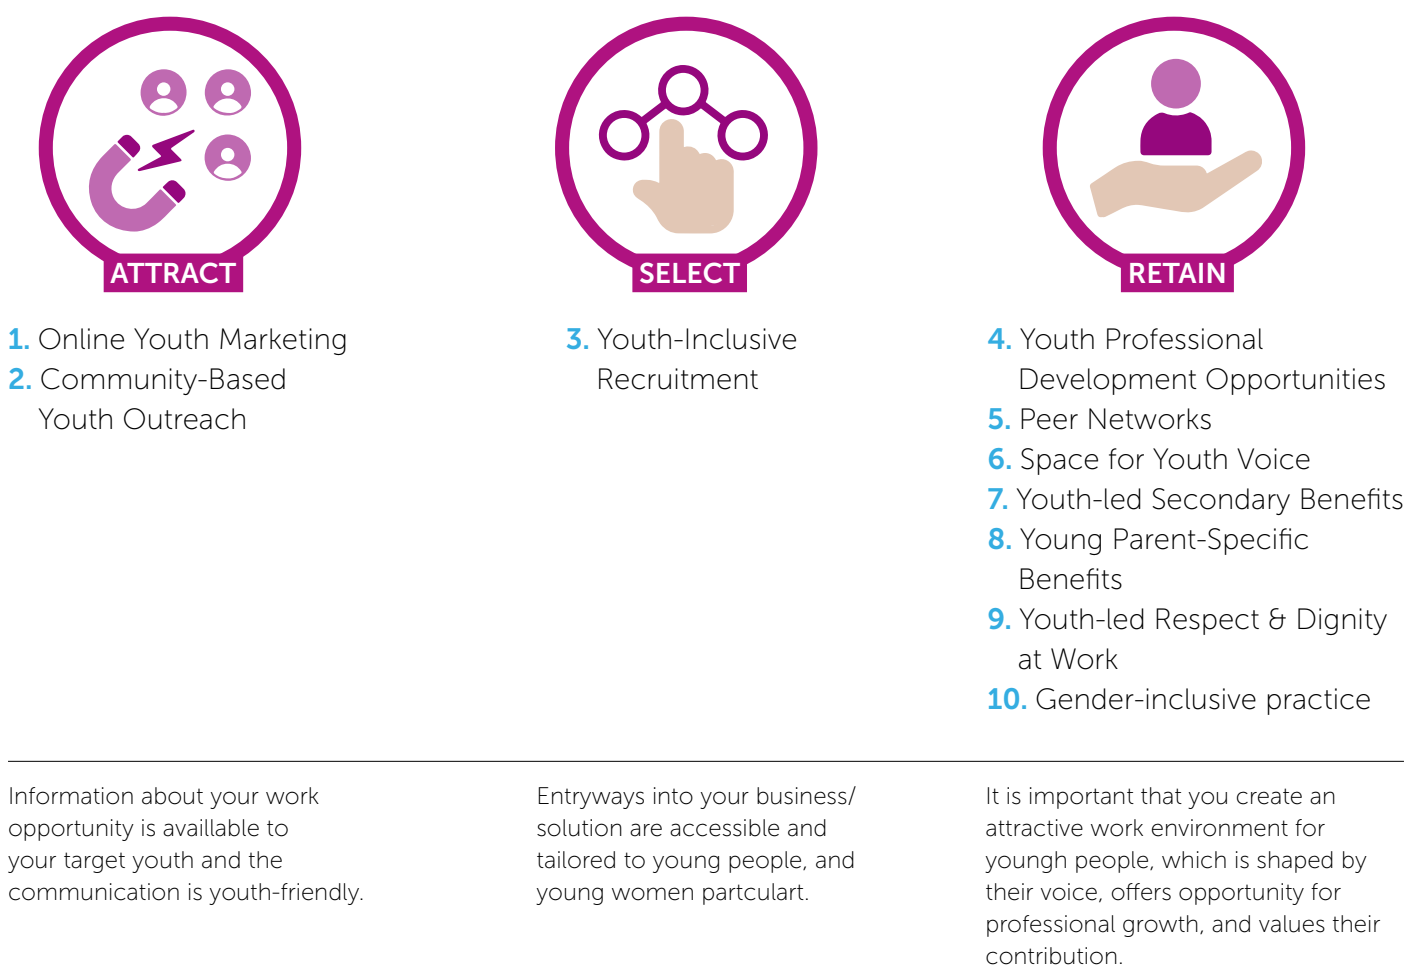 ATTRACT
1. Online Youth Marketing
2. Community-Based
Youth Outreach
Information about your work
opportunity is availlable to
your target youth and the
communication is youth-friendly.
SELECT
3. Youth-Inclusive
Recruitment
Entryways into your business/
solution are accessible and
tailored to young people, and
young women partculart.
RETAIN
4. Youth Professional
Development Opportunities
5. Peer Networks
6. Space for Youth Voice
7. Youth-led Secondary Benefits
8. Young Parent-Specific
Benefits
9. Youth-led Respect & Dignity
at Work
10. Gender-inclusive practice
It is important that you create an
attractive work environment for
youngh people, which is shaped by
their voice, offers opportunity for
professional growth, and values their
contribution.